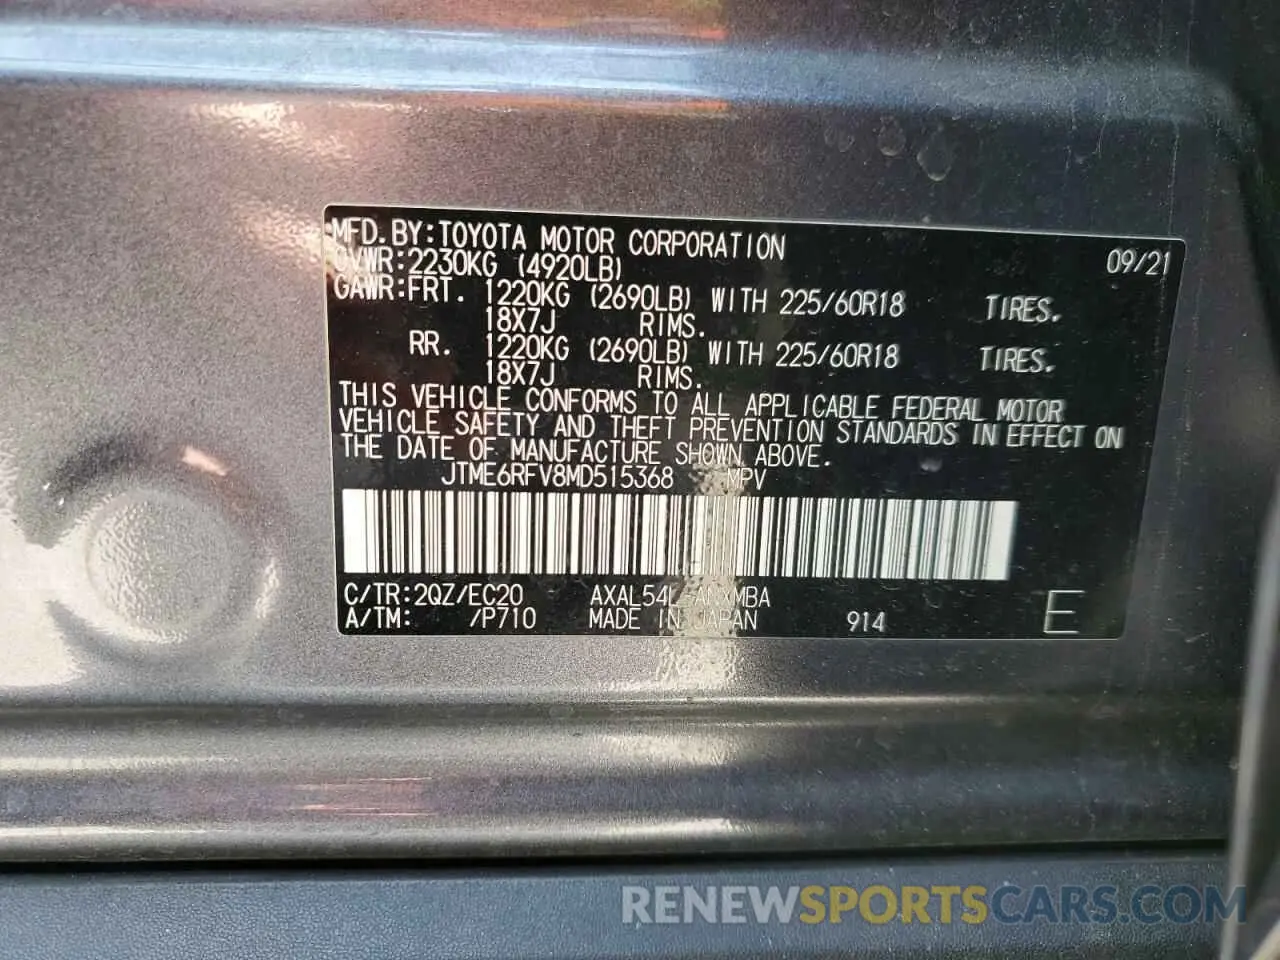 MFD.BY:TOYOTA MOTOR CORPORATION 09/21
GVWR:2230KG (4920LB)
GAWR:FRT. 1220KG (2690LB) WITH 225/60R18 TIRES.
18X7J RIMS.
RR. 1220KG (2690LB) WITH 225/60R18 TIRES.
18X7J RIMS.
THIS VEHICLE CONFORMS TO ALL APPLICABLE FEDERAL MOTOR
VEHICLE SAFETY AND THEFT PREVENTION STANDARDS IN EFFECT ON
THE DATE OF MANUFACTURE SHOWN ABOVE.
JTME6RFV8MD515368 MPV
C/TR:2QZ/EC20 AXAL54L-ANXMBA
A/TM: /P710 MADE IN JAPAN 914 E
RENEWSPORTSCARS.COM